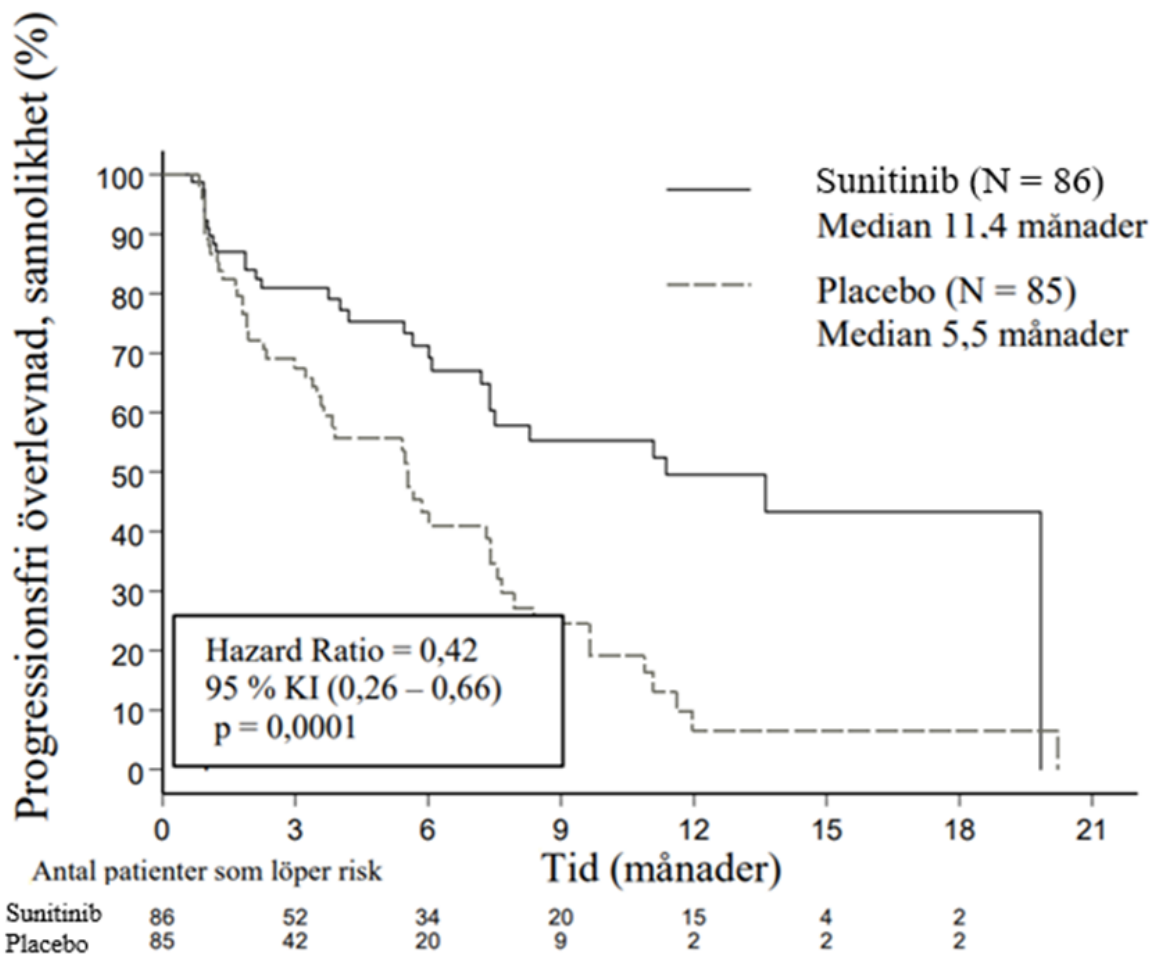 Progressionsfri överlevnad, sannolikhet (%)
100
90
80
70
60
50
40
30
20
10
0
Sunitinib (N = 86)
Median 11,4 månader
Placebo (N = 85)
Median 5,5 månader
Hazard Ratio = 0,42
95 % KI (0,26 – 0,66)
p = 0,0001
0 3 6 9 12 15 18 21
Antal patienter som löper risk
Tid (månader)
Sunitinib 86 52 34 20 15 4 2
Placebo 85 42 20 9 2 2 2